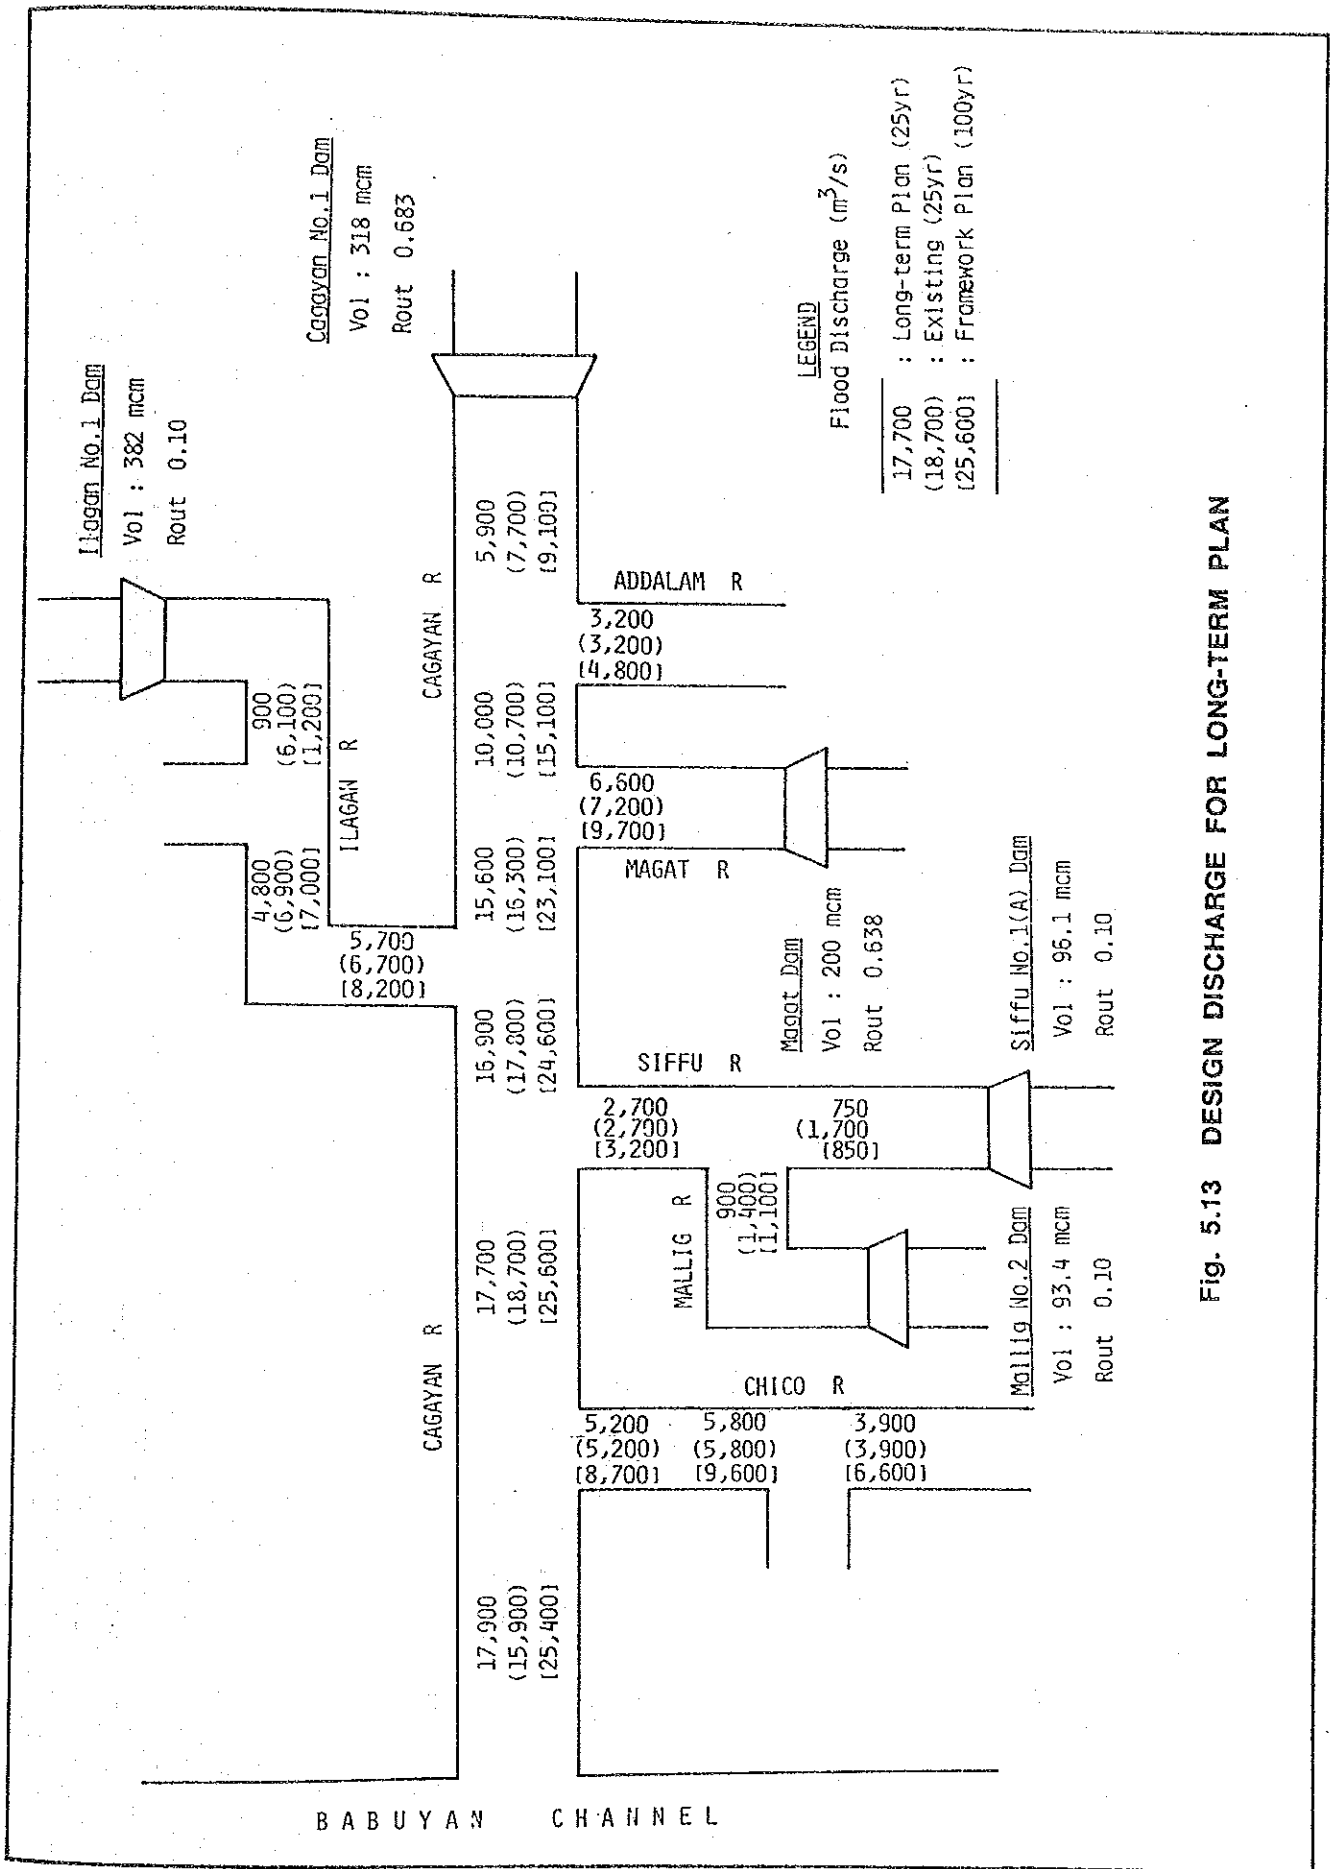 Ilagan No.1 Dam
Vol : 382 mcm
Rout 0.10
Cagayan No.1 Dam
Vol : 318 mcm
Rout 0.683
900
(6,100)
[1,200]
4,800
(6,900)
[7,000]
ILAGAN R
5,700
(6,700)
[8,200]
CAGAYAN R
CAGAYAN R
17,900
(15,900)
[25,400]
17,700
(18,700)
[25,600]
16,900
(17,800)
[24,600]
15,600
(16,300)
[23,100]
10,000
(10,700)
[15,100]
5,900
(7,700)
[9,100]
ADDALAM R
3,200
(3,200)
[4,800]
6,600
(7,200)
[9,700]
MAGAT R
Magat Dam
Vol : 200 mcm
Rout 0.638
SIFFU R
2,700
(2,700)
[3,200]
750
(1,700
[850]
Siffu No.1(A) Dam
Vol : 96.1 mcm
Rout 0.10
MALLIG R
900
(1,400)
[1,100]
Mallig No.2 Dam
Vol : 93.4 mcm
Rout 0.10
CHICO R
5,200
(5,200)
[8,700]
5,800
(5,800)
[9,600]
3,900
(3,900)
[6,600]
BABUYAN CHANNEL
LEGEND
Flood Discharge (m³/s)
17,700 : Long-term Plan (25yr)
(18,700) : Existing (25yr)
[25,600] : Framework Plan (100yr)
Fig. 5.13 DESIGN DISCHARGE FOR LONG-TERM PLAN